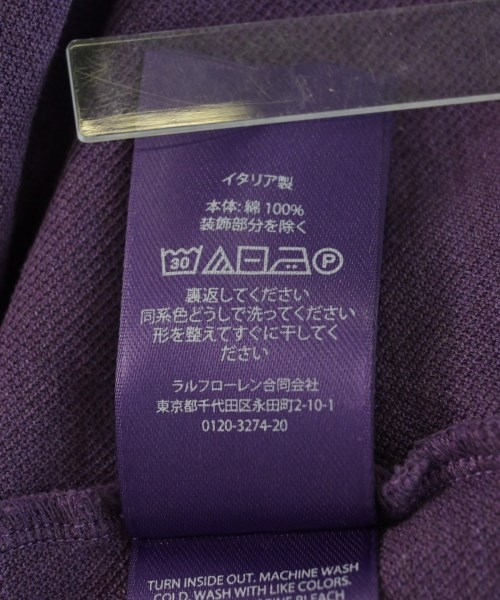 イタリア製
本体: 綿 100%
装飾部分を除く
30 P
裏返してください
同系色どうしで洗ってください
形を整えてすぐに干してく
ださい
ラルフローレン合同会社
東京都千代田区永田町2-10-1
0120-3274-20
TURN INSIDE OUT. MACHINE WASH
COLD. WASH WITH LIKE COLORS.
BLEACH